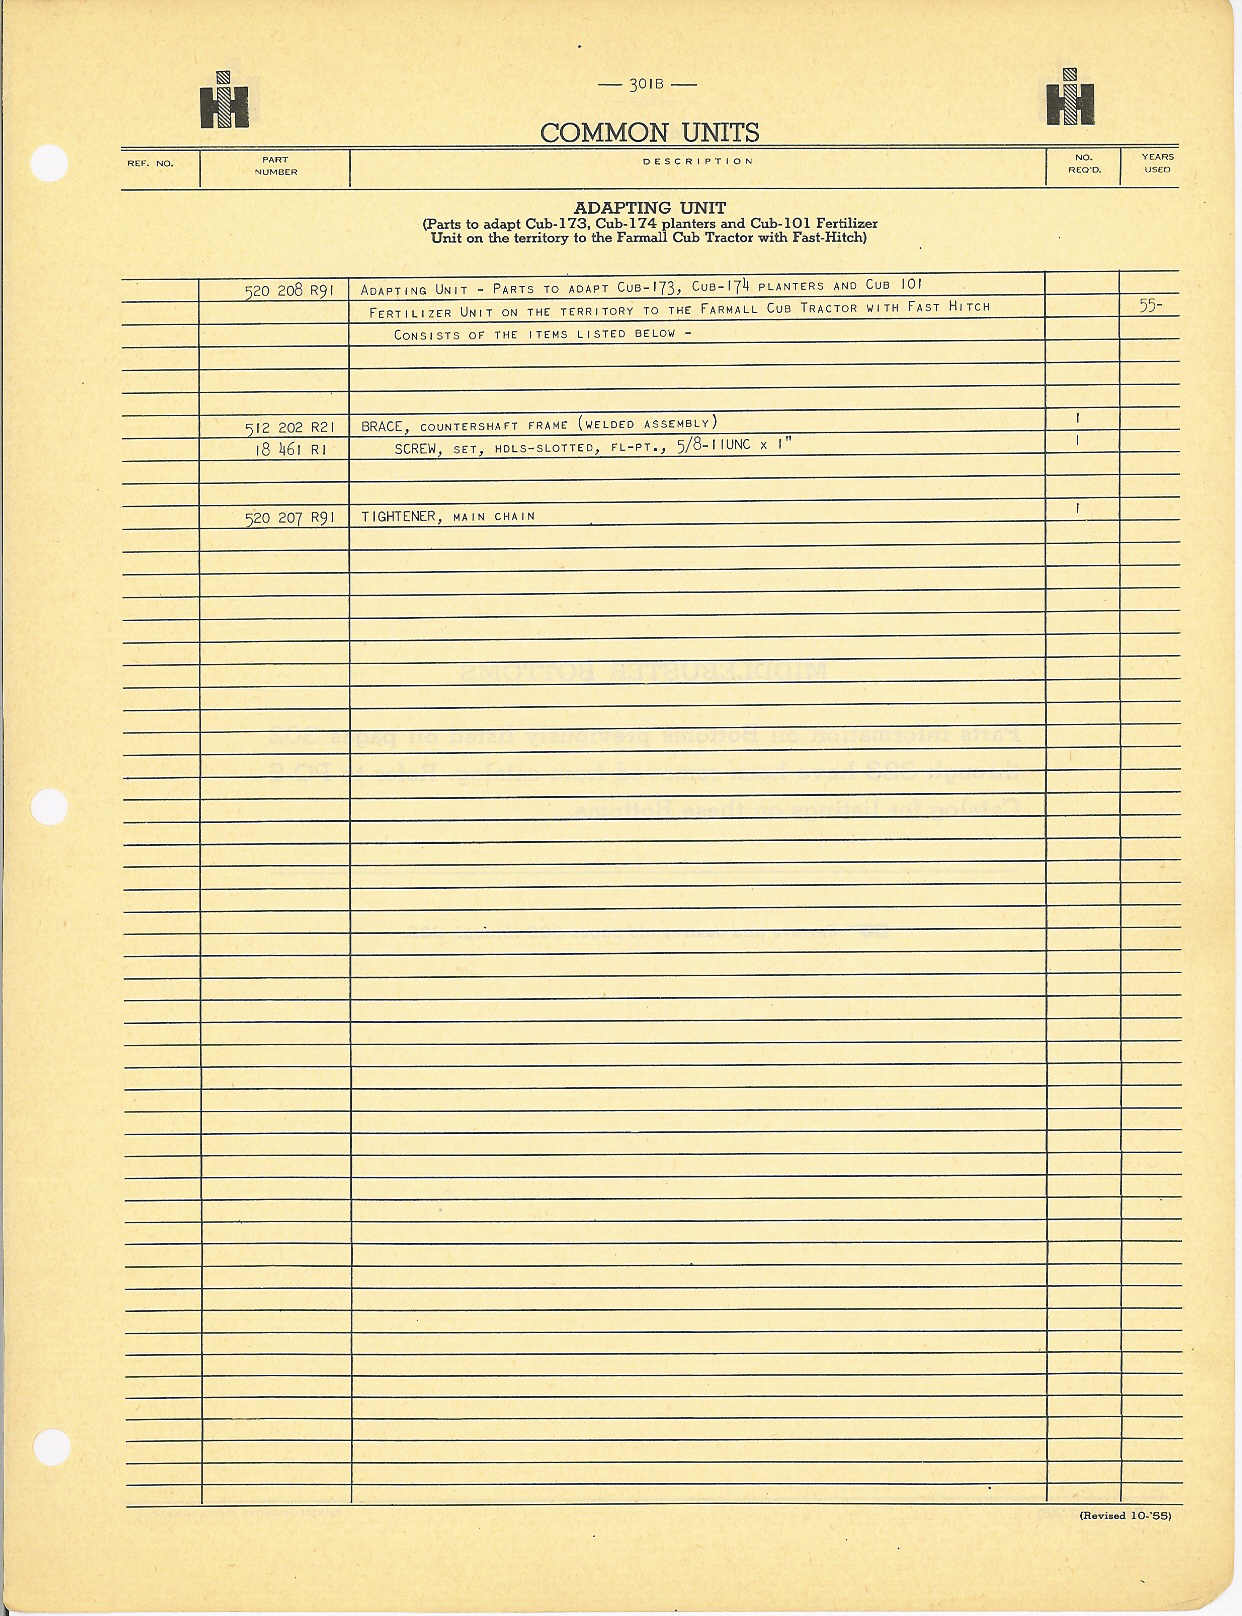 — 301B —
COMMON UNITS
REF. NO. PART NUMBER DESCRIPTION NO. REQ'D. YEARS USED
ADAPTING UNIT
(Parts to adapt Cub-173, Cub-174 planters and Cub-101 Fertilizer
Unit on the territory to the Farmall Cub Tractor with Fast-Hitch)
520 208 R91 ADAPTING UNIT - PARTS TO ADAPT CUB-173, CUB-174 PLANTERS AND CUB 101
FERTILIZER UNIT ON THE TERRITORY TO THE FARMALL CUB TRACTOR WITH FAST HITCH 55-
CONSISTS OF THE ITEMS LISTED BELOW -
512 202 R21 BRACE, COUNTERSHAFT FRAME (WELDED ASSEMBLY) 1
18 461 R1 SCREW, SET, HDLS-SLOTTED, FL-PT., 5/8-11UNC x 1" 1
520 207 R91 TIGHTENER, MAIN CHAIN 1
(Revised 10-'55)